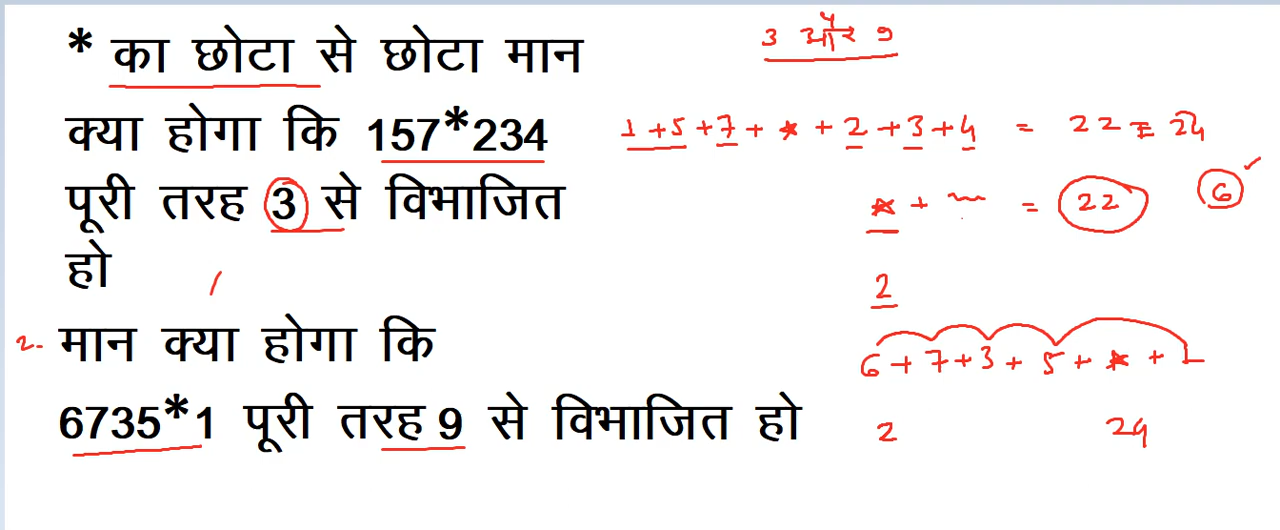 * का छोटा से छोटा मान
क्या होगा कि 157*234
पूरी तरह 3 से विभाजित
हो
2- मान क्या होगा कि
6735*1 पूरी तरह 9 से विभाजित हो
3 और 9
1+5+7+*+2+3+4 = 22 = 24
* + = 22 6
2
6+7+3+5+*+1
2 24